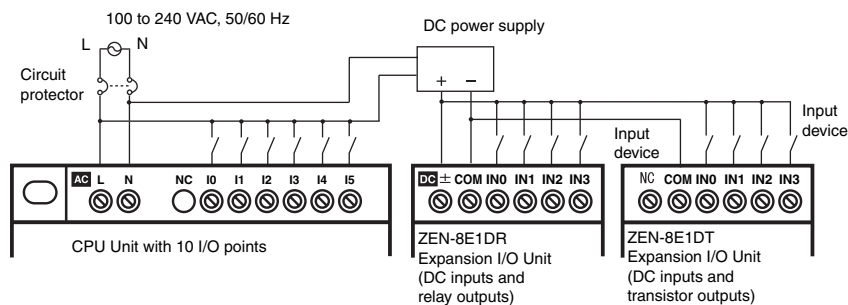 100 to 240 VAC, 50/60 Hz
L N
Circuit
protector
DC power supply
+ −
Input
device
Input
device
AC L N NC I0 I1 I2 I3 I4 I5
DC ± COM IN0 IN1 IN2 IN3
NC COM IN0 IN1 IN2 IN3
CPU Unit with 10 I/O points
ZEN-8E1DR
Expansion I/O Unit
(DC inputs and
relay outputs)
ZEN-8E1DT
Expansion I/O Unit
(DC inputs and
transistor outputs)